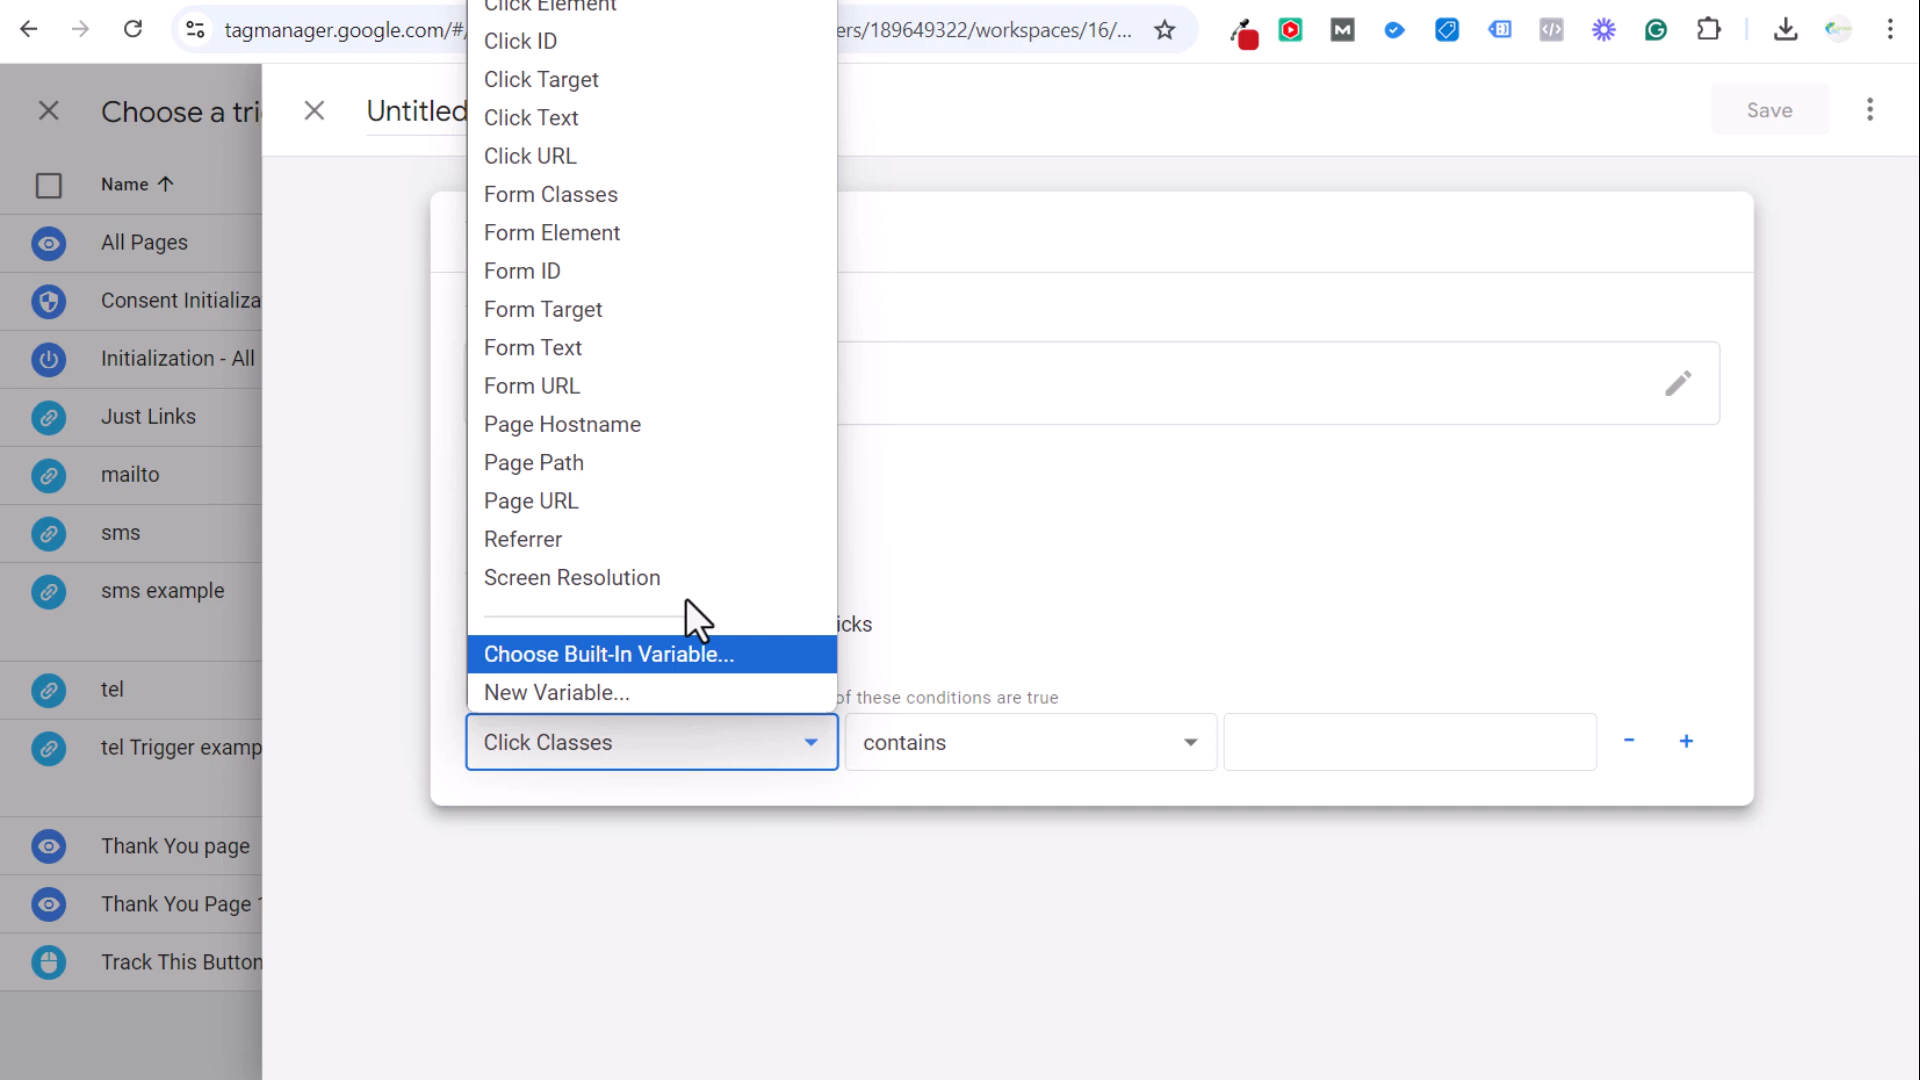 tagmanager.google.com/#/
ers/189649322/workspaces/16/...
Choose a tri
Untitled
Save
Name
All Pages
Consent Initializa
Initialization - All
Just Links
mailto
sms
sms example
tel
tel Trigger examp
Thank You page
Thank You Page
Track This Button
Click Element
Click ID
Click Target
Click Text
Click URL
Form Classes
Form Element
Form ID
Form Target
Form Text
Form URL
Page Hostname
Page Path
Page URL
Referrer
Screen Resolution
Choose Built-In Variable...
New Variable...
icks
of these conditions are true
Click Classes
contains